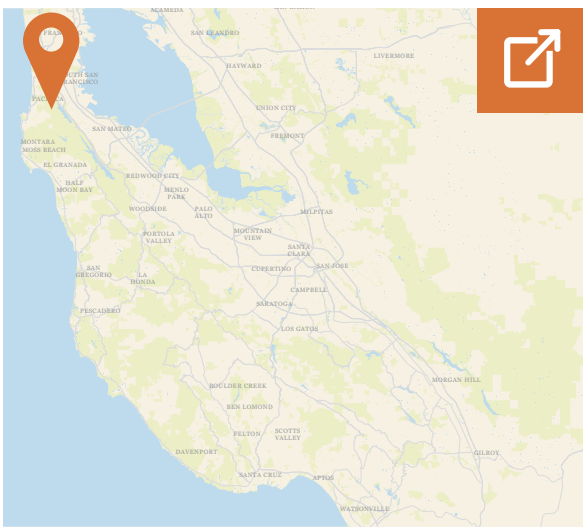 ALAMEDA
SAN LEANDRO
LIVERMORE
HAYWARD
PACIFICA
UNION CITY
SAN MATEO
FREMONT
MONTARA
MOSS BEACH
EL GRANADA
REDWOOD CITY
HALF
MOON BAY
MENLO
PARK
WOODSIDE
PALO
ALTO
MILPITAS
PORTOLA
VALLEY
MOUNTAIN
VIEW
SANTA
CLARA
SAN
GREGORIO
LA
HONDA
CUPERTINO
SAN JOSE
CAMPBELL
PESCADERO
SARATOGA
LOS GATOS
MORGAN HILL
BOULDER CREEK
BEN LOMOND
FELTON
SCOTTS
VALLEY
DAVENPORT
GILROY
SANTA CRUZ
APTOS
WATSONVILLE